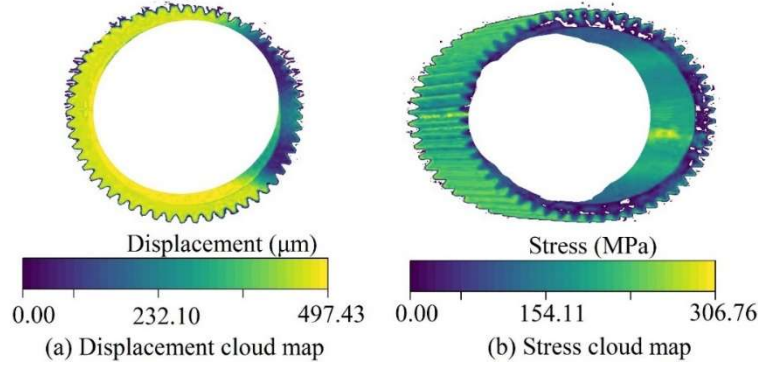 Displacement (μm)
0.00 232.10 497.43
(a) Displacement cloud map
Stress (MPa)
0.00 154.11 306.76
(b) Stress cloud map